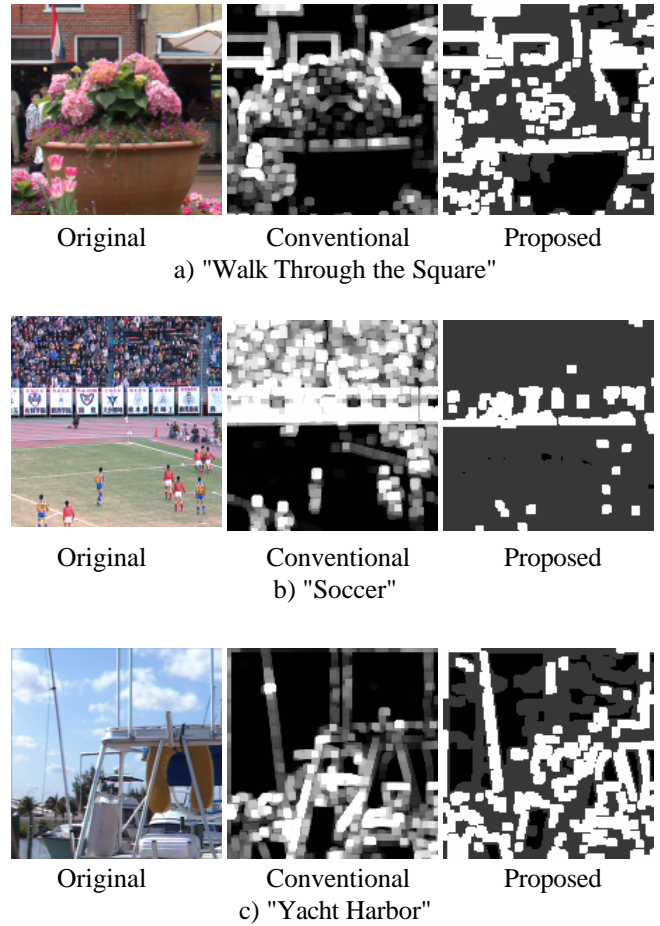 Original Conventional Proposed
a) "Walk Through the Square"
Original Conventional Proposed
b) "Soccer"
Original Conventional Proposed
c) "Yacht Harbor"